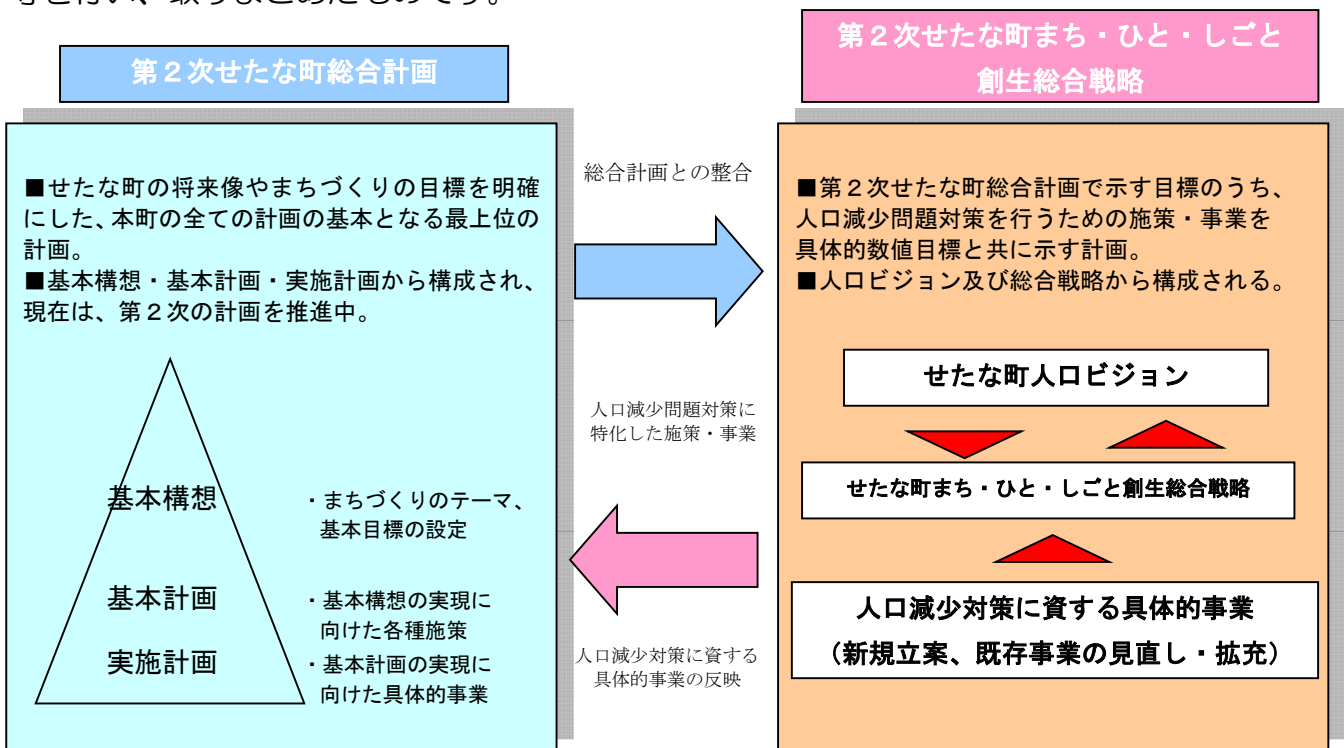 等を行い、取りまとめたものです。
第２次せたな町総合計画
■せたな町の将来像やまちづくりの目標を明確
にした、本町の全ての計画の基本となる最上位の
計画。
■基本構想・基本計画・実施計画から構成され、
現在は、第２次の計画を推進中。
基本構想
・まちづくりのテーマ、
基本目標の設定
基本計画
・基本構想の実現に
向けた各種施策
実施計画
・基本計画の実現に
向けた具体的事業
総合計画との整合
人口減少問題対策に
特化した施策・事業
人口減少対策に資する
具体的事業の反映
第２次せたな町まち・ひと・しごと
創生総合戦略
■第２次せたな町総合計画で示す目標のうち、
人口減少問題対策を行うための施策・事業を
具体的数値目標と共に示す計画。
■人口ビジョン及び総合戦略から構成される。
せたな町人口ビジョン
せたな町まち・ひと・しごと創生総合戦略
人口減少対策に資する具体的事業
（新規立案、既存事業の見直し・拡充）